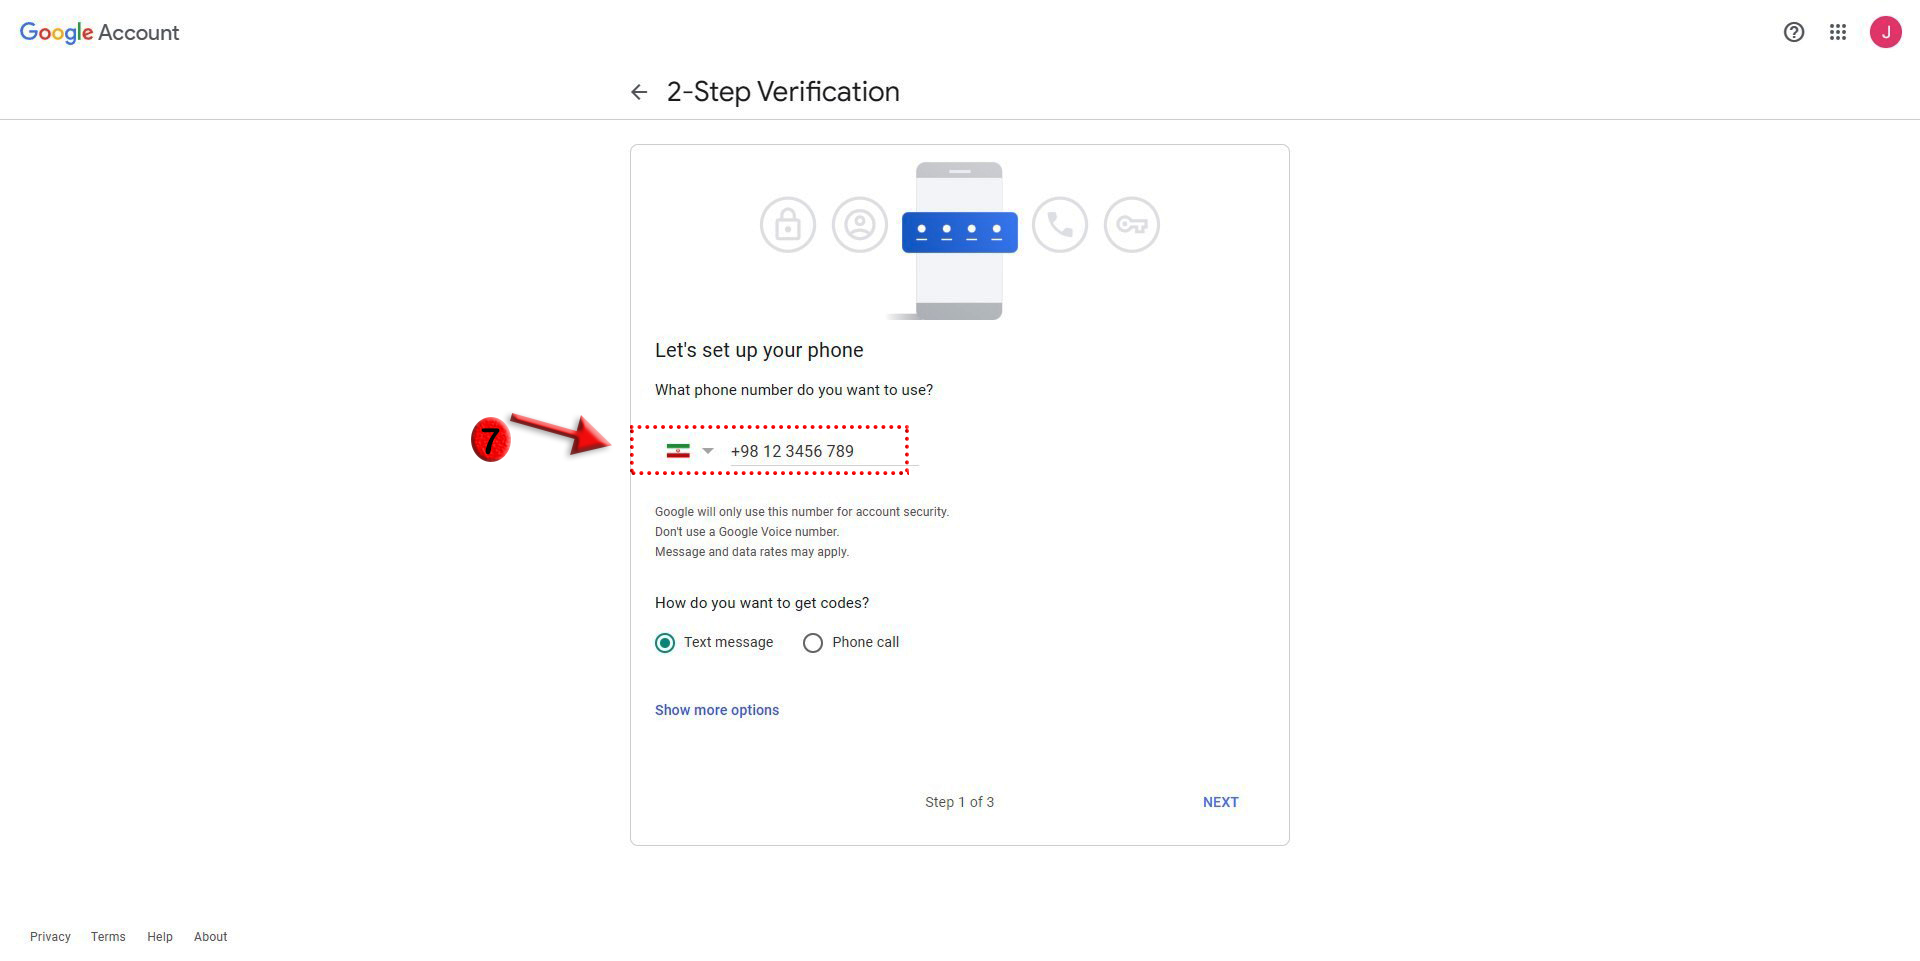 Google Account
J
2-Step Verification
Let's set up your phone
What phone number do you want to use?
7
+98 12 3456 789
Google will only use this number for account security.
Don't use a Google Voice number.
Message and data rates may apply.
How do you want to get codes?
Text message Phone call
Show more options
Step 1 of 3 NEXT
Privacy Terms Help About